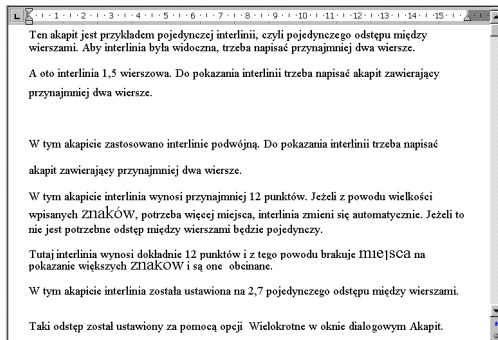 Ten akapit jest przykładem pojedynczej interlinii, czyli pojedynczego odstępu między
wierszami. Aby interlinia była widoczna, trzeba napisać przynajmniej dwa wiersze.
A oto interlinia 1,5 wierszowa. Do pokazania interlinii trzeba napisać akapit zawierający
przynajmniej dwa wiersze.
W tym akapicie zastosowano interlinie podwójną. Do pokazania interlinii trzeba napisać
akapit zawierający przynajmniej dwa wiersze.
W tym akapicie interlinia wynosi przynajmniej 12 punktów. Jeżeli z powodu wielkości
wpisanych znaków, potrzeba więcej miejsca, interlinia zmieni się automatycznie. Jeżeli to
nie jest potrzebne odstęp między wierszami będzie pojedynczy.
Tutaj interlinia wynosi dokładnie 12 punktów i z tego powodu brakuje miejsca na
pokazanie większych znaków i są one obcinane.
W tym akapicie interlinia została ustawiona na 2,7 pojedynczego odstępu między wierszami.
Taki odstęp został ustawiony za pomocą opcji Wielokrotne w oknie dialogowym Akapit.